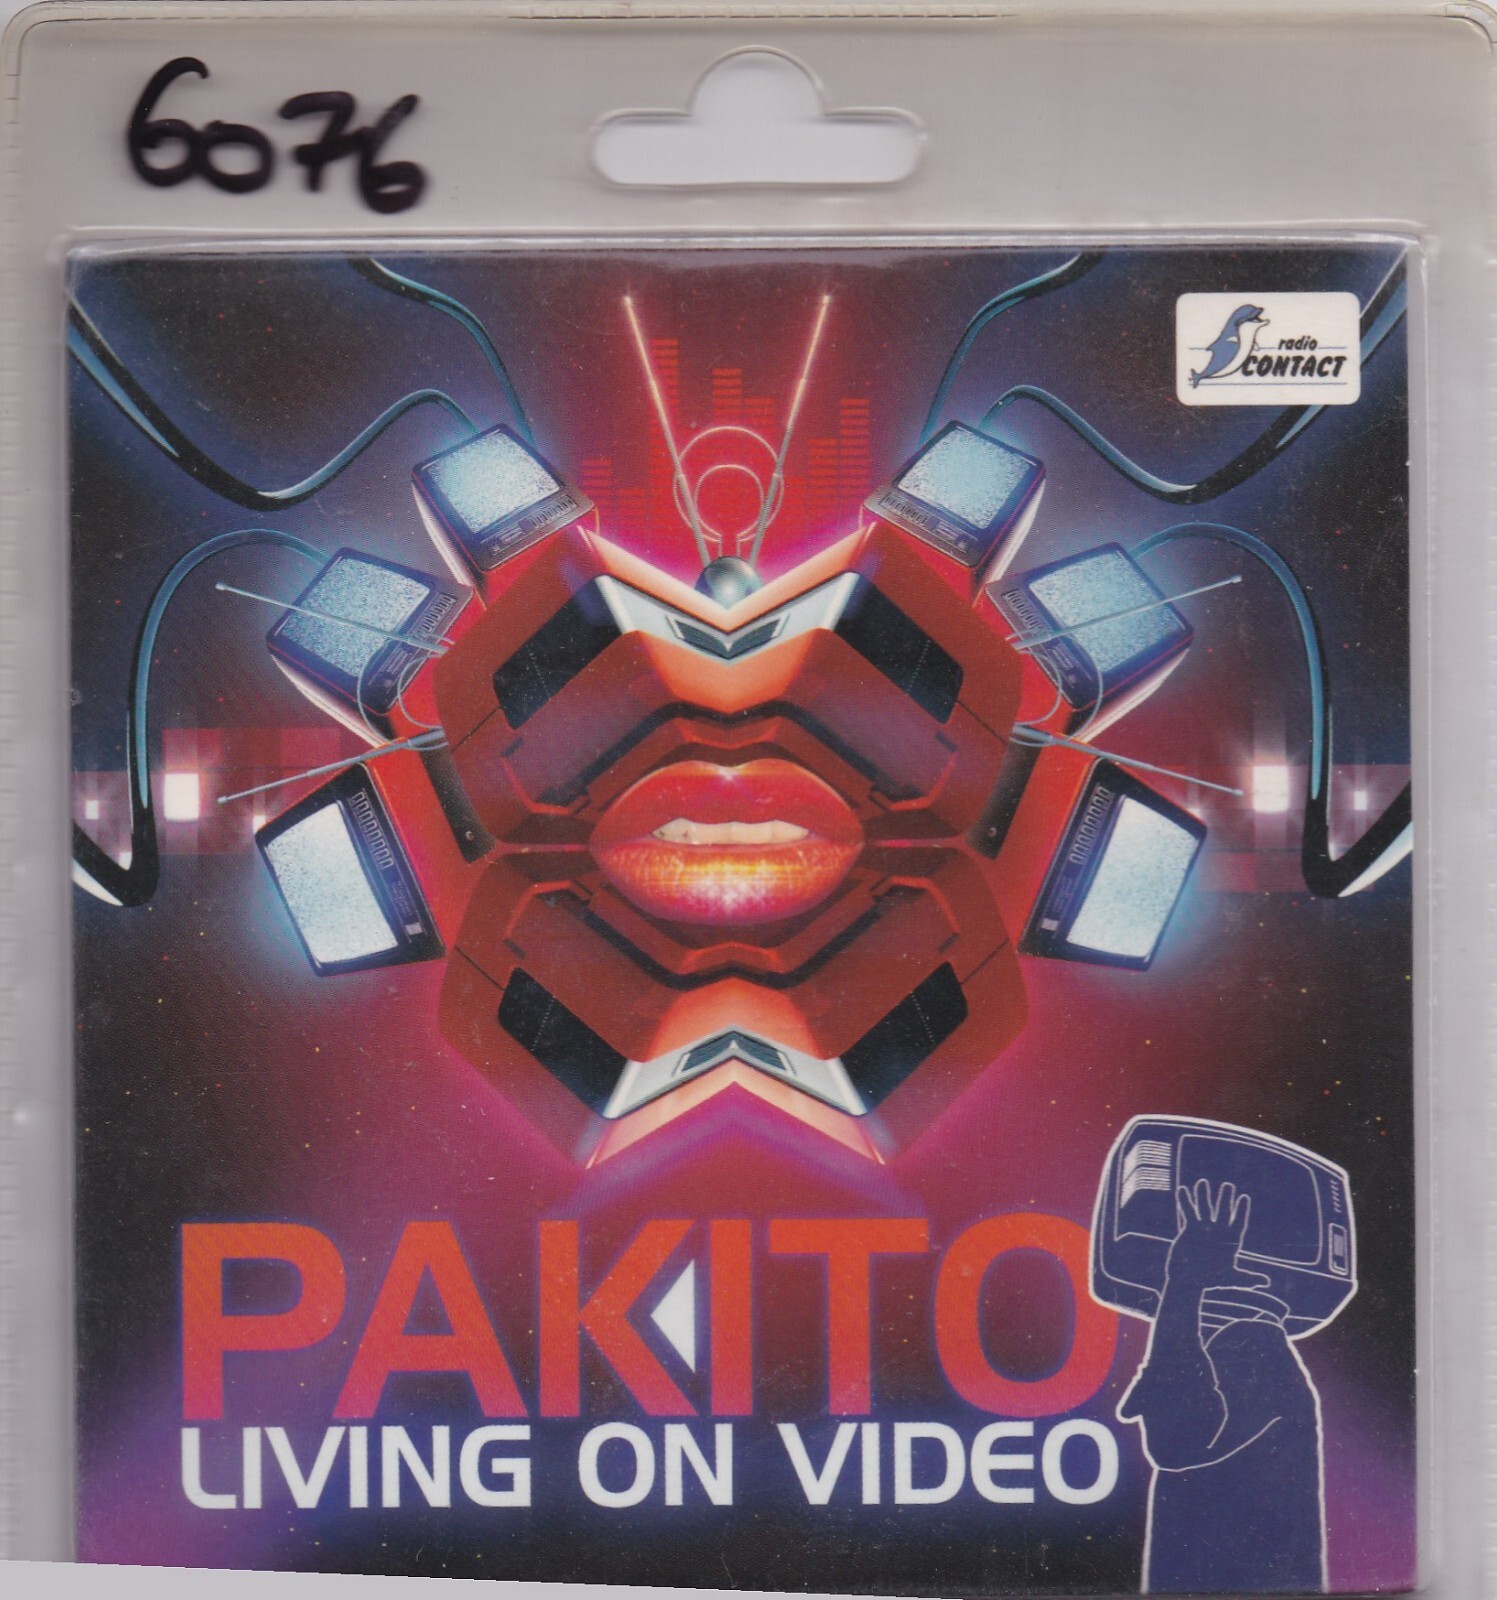 6076
radio
CONTACT
PAKITO
LIVING ON VIDEO